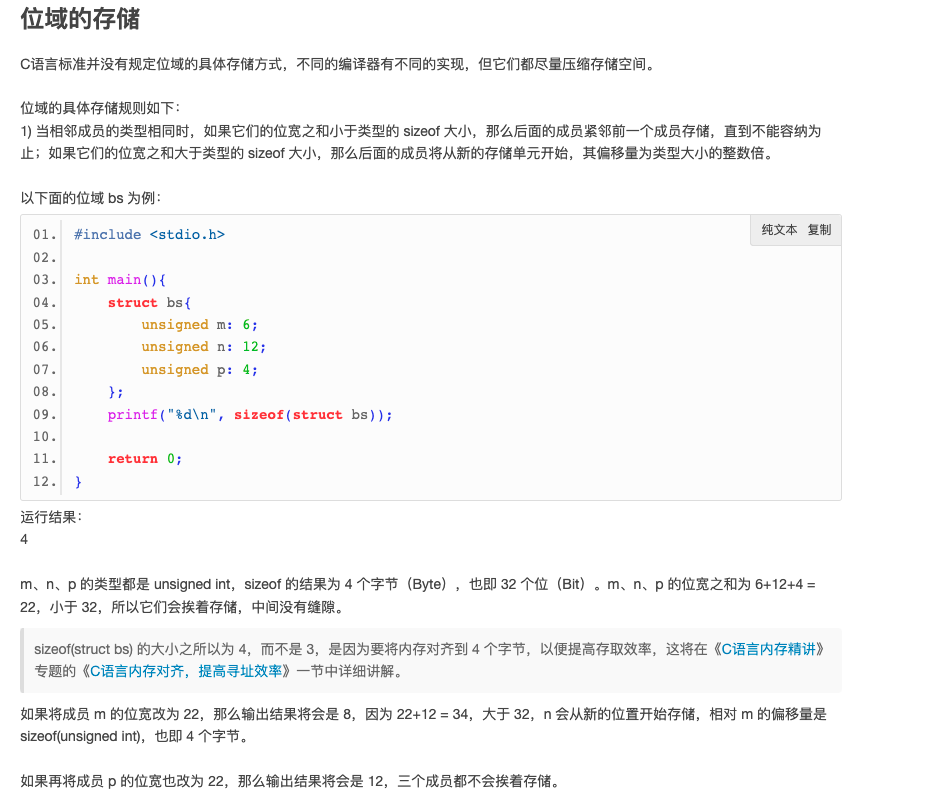 位域的存储
C语言标准并没有规定位域的具体存储方式，不同的编译器有不同的实现，但它们都尽量压缩存储空间。
位域的具体存储规则如下：
1) 当相邻成员的类型相同时，如果它们的位宽之和小于类型的 sizeof 大小，那么后面的成员紧邻前一个成员存储，直到不能容纳为
止；如果它们的位宽之和大于类型的 sizeof 大小，那么后面的成员将从新的存储单元开始，其偏移量为类型大小的整数倍。
以下面的位域 bs 为例：
纯文本 复制
01. #include <stdio.h>
02.
03. int main(){
04.     struct bs{
05.         unsigned m: 6;
06.         unsigned n: 12;
07.         unsigned p: 4;
08.     };
09.     printf("%d\n", sizeof(struct bs));
10.
11.     return 0;
12. }
运行结果：
4
m、n、p 的类型都是 unsigned int，sizeof 的结果为 4 个字节（Byte），也即 32 个位（Bit）。m、n、p 的位宽之和为 6+12+4 =
22，小于 32，所以它们会挨着存储，中间没有缝隙。
sizeof(struct bs) 的大小之所以为 4，而不是 3，是因为要将内存对齐到 4 个字节，以便提高存取效率，这将在《C语言内存精讲》
专题的《C语言内存对齐，提高寻址效率》一节中详细讲解。
如果将成员 m 的位宽改为 22，那么输出结果将会是 8，因为 22+12 = 34，大于 32，n 会从新的位置开始存储，相对 m 的偏移量是
sizeof(unsigned int)，也即 4 个字节。
如果再将成员 p 的位宽也改为 22，那么输出结果将会是 12，三个成员都不会挨着存储。